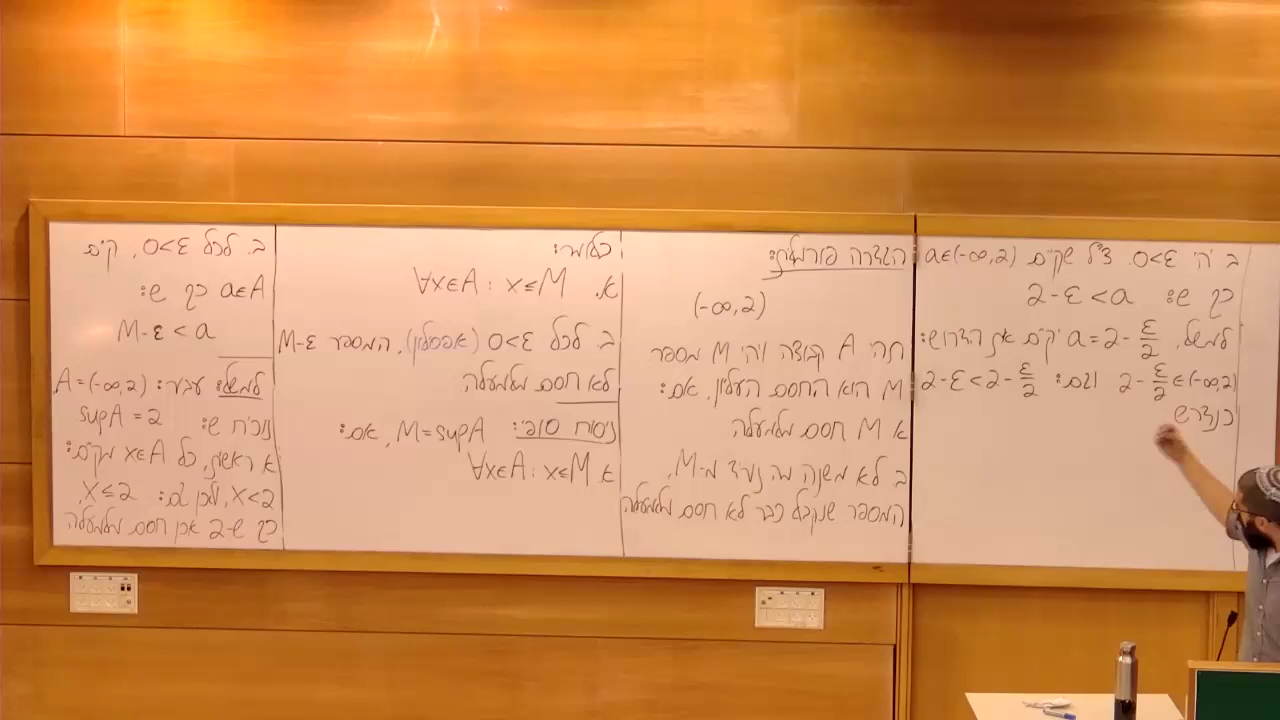 הגדרה פורמלית:
(-∞,2)
תהי A קבוצה ויהי M מספר
M הוא החסם העליון, אם:
א M חסם מלמעלה
ב לא משנה מה נוריד מ-M,
המספר שנקבל כבר לא חסם מלמעלה
כלומר:
א. ∀x∈A: x≤M
ב לכל 0<ε (אפסילון), המספר M-ε
לא חסם מלמעלה
ניסוח סופי: M=supA, אם:
א ∀x∈A: x≤M
ב. לכל 0<ε, קיים
a∈A כך ש:
M-ε<a
למשל: עבור: A=(-∞,2),
נוכיח ש: supA=2
א ראשית, כל x∈A מקיים:
x<2, ולכן גם: x≤2,
כך ש-2 אכן חסם מלמעלה
ב יהי 0<ε. צ"ל שקיים a∈(-∞,2)
כך ש: 2-ε<a
למשל, a=2-ε/2 יקיים את הדרוש:
2-ε/2∈(-∞,2) וגם: 2-ε<2-ε/2
כנדרש